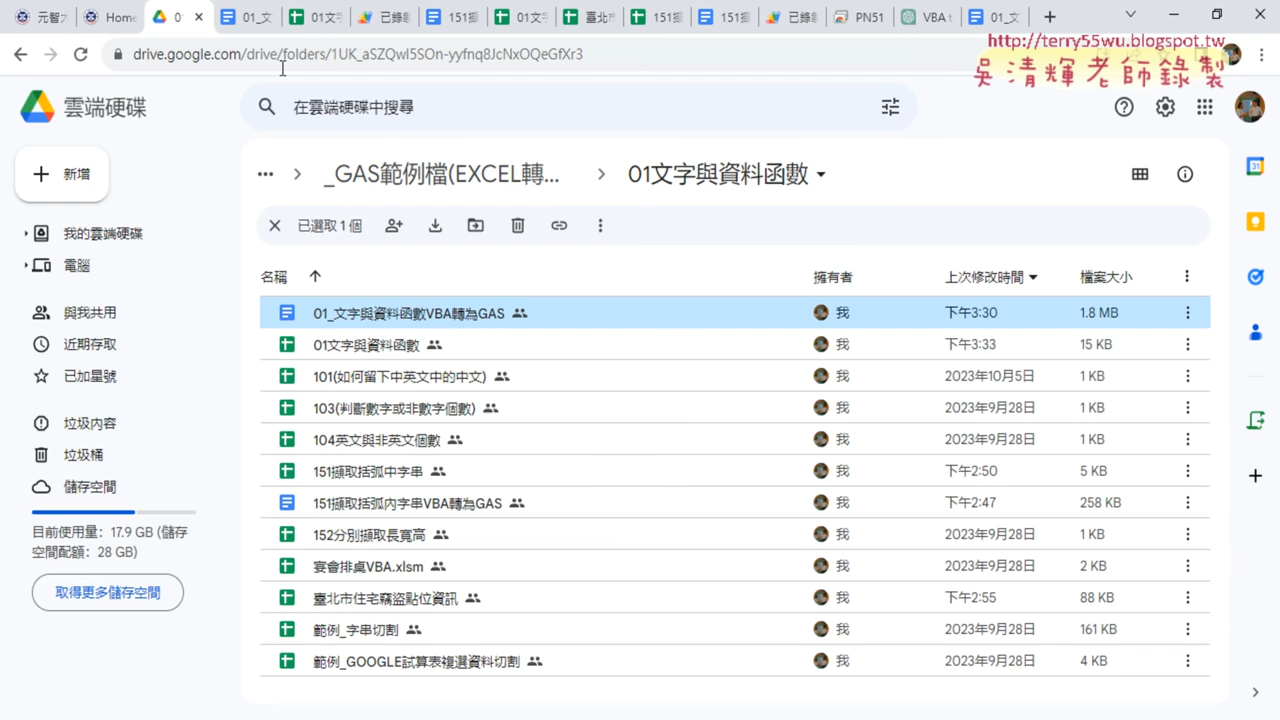 元智大
Home
01
01_文
01文字
已錄製
151擷
01文字
臺北市
151擷
151擷
已錄製
PN51
VBA t
01_文
drive.google.com/drive/folders/1UK_aSZQwI5SOn-yyhq8JcNxOQeGfXr3
http://terry55wu.blogspot.tw
吳清輝老師錄製
雲端硬碟
在雲端硬碟中搜尋
新增
_GAS範例檔(EXCEL轉...
01文字與資料函數
已選取 1 個
我的雲端硬碟
電腦
與我共用
近期存取
已加星號
垃圾內容
垃圾桶
儲存空間
目前使用量：17.9 GB (儲存
空間配額：28 GB)
取得更多儲存空間
名稱 擁有者 上次修改時間 檔案大小
01_文字與資料函數VBA轉為GAS 我 下午3:30 1.8 MB
01文字與資料函數 我 下午3:33 15 KB
101(如何留下中英文中的中文) 我 2023年10月5日 1 KB
103(判斷數字或非數字個數) 我 2023年9月28日 1 KB
104英文與非英文個數 我 2023年9月28日 1 KB
151擷取括弧中字串 我 下午2:50 5 KB
151擷取括弧內字串VBA轉為GAS 我 下午2:47 258 KB
152分別擷取長寬高 我 2023年9月28日 1 KB
宴會排桌VBA.xlsm 我 2023年9月28日 2 KB
臺北市住宅竊盜點位資訊 我 下午2:55 88 KB
範例_字串切割 我 2023年9月28日 161 KB
範例_GOOGLE試算表複選資料切割 我 2023年9月28日 4 KB